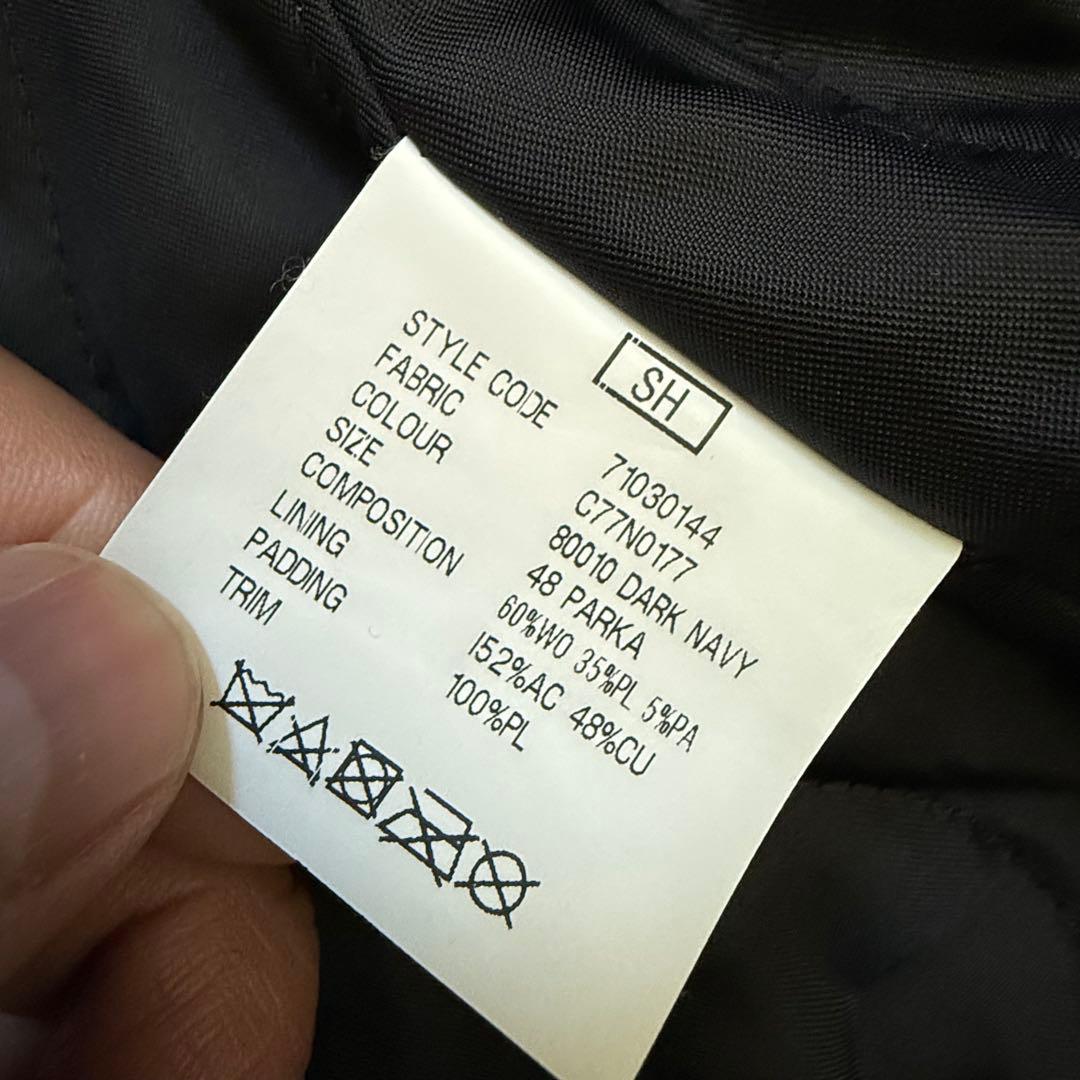 SH
STYLE CODE 71030144
FABRIC C77N0177
COLOUR 80010 DARK NAVY
SIZE 48 PARKA
COMPOSITION 60%WO 35%PL 5%PA
LINING 152%AC 48%CU
PADDING 100%PL
TRIM